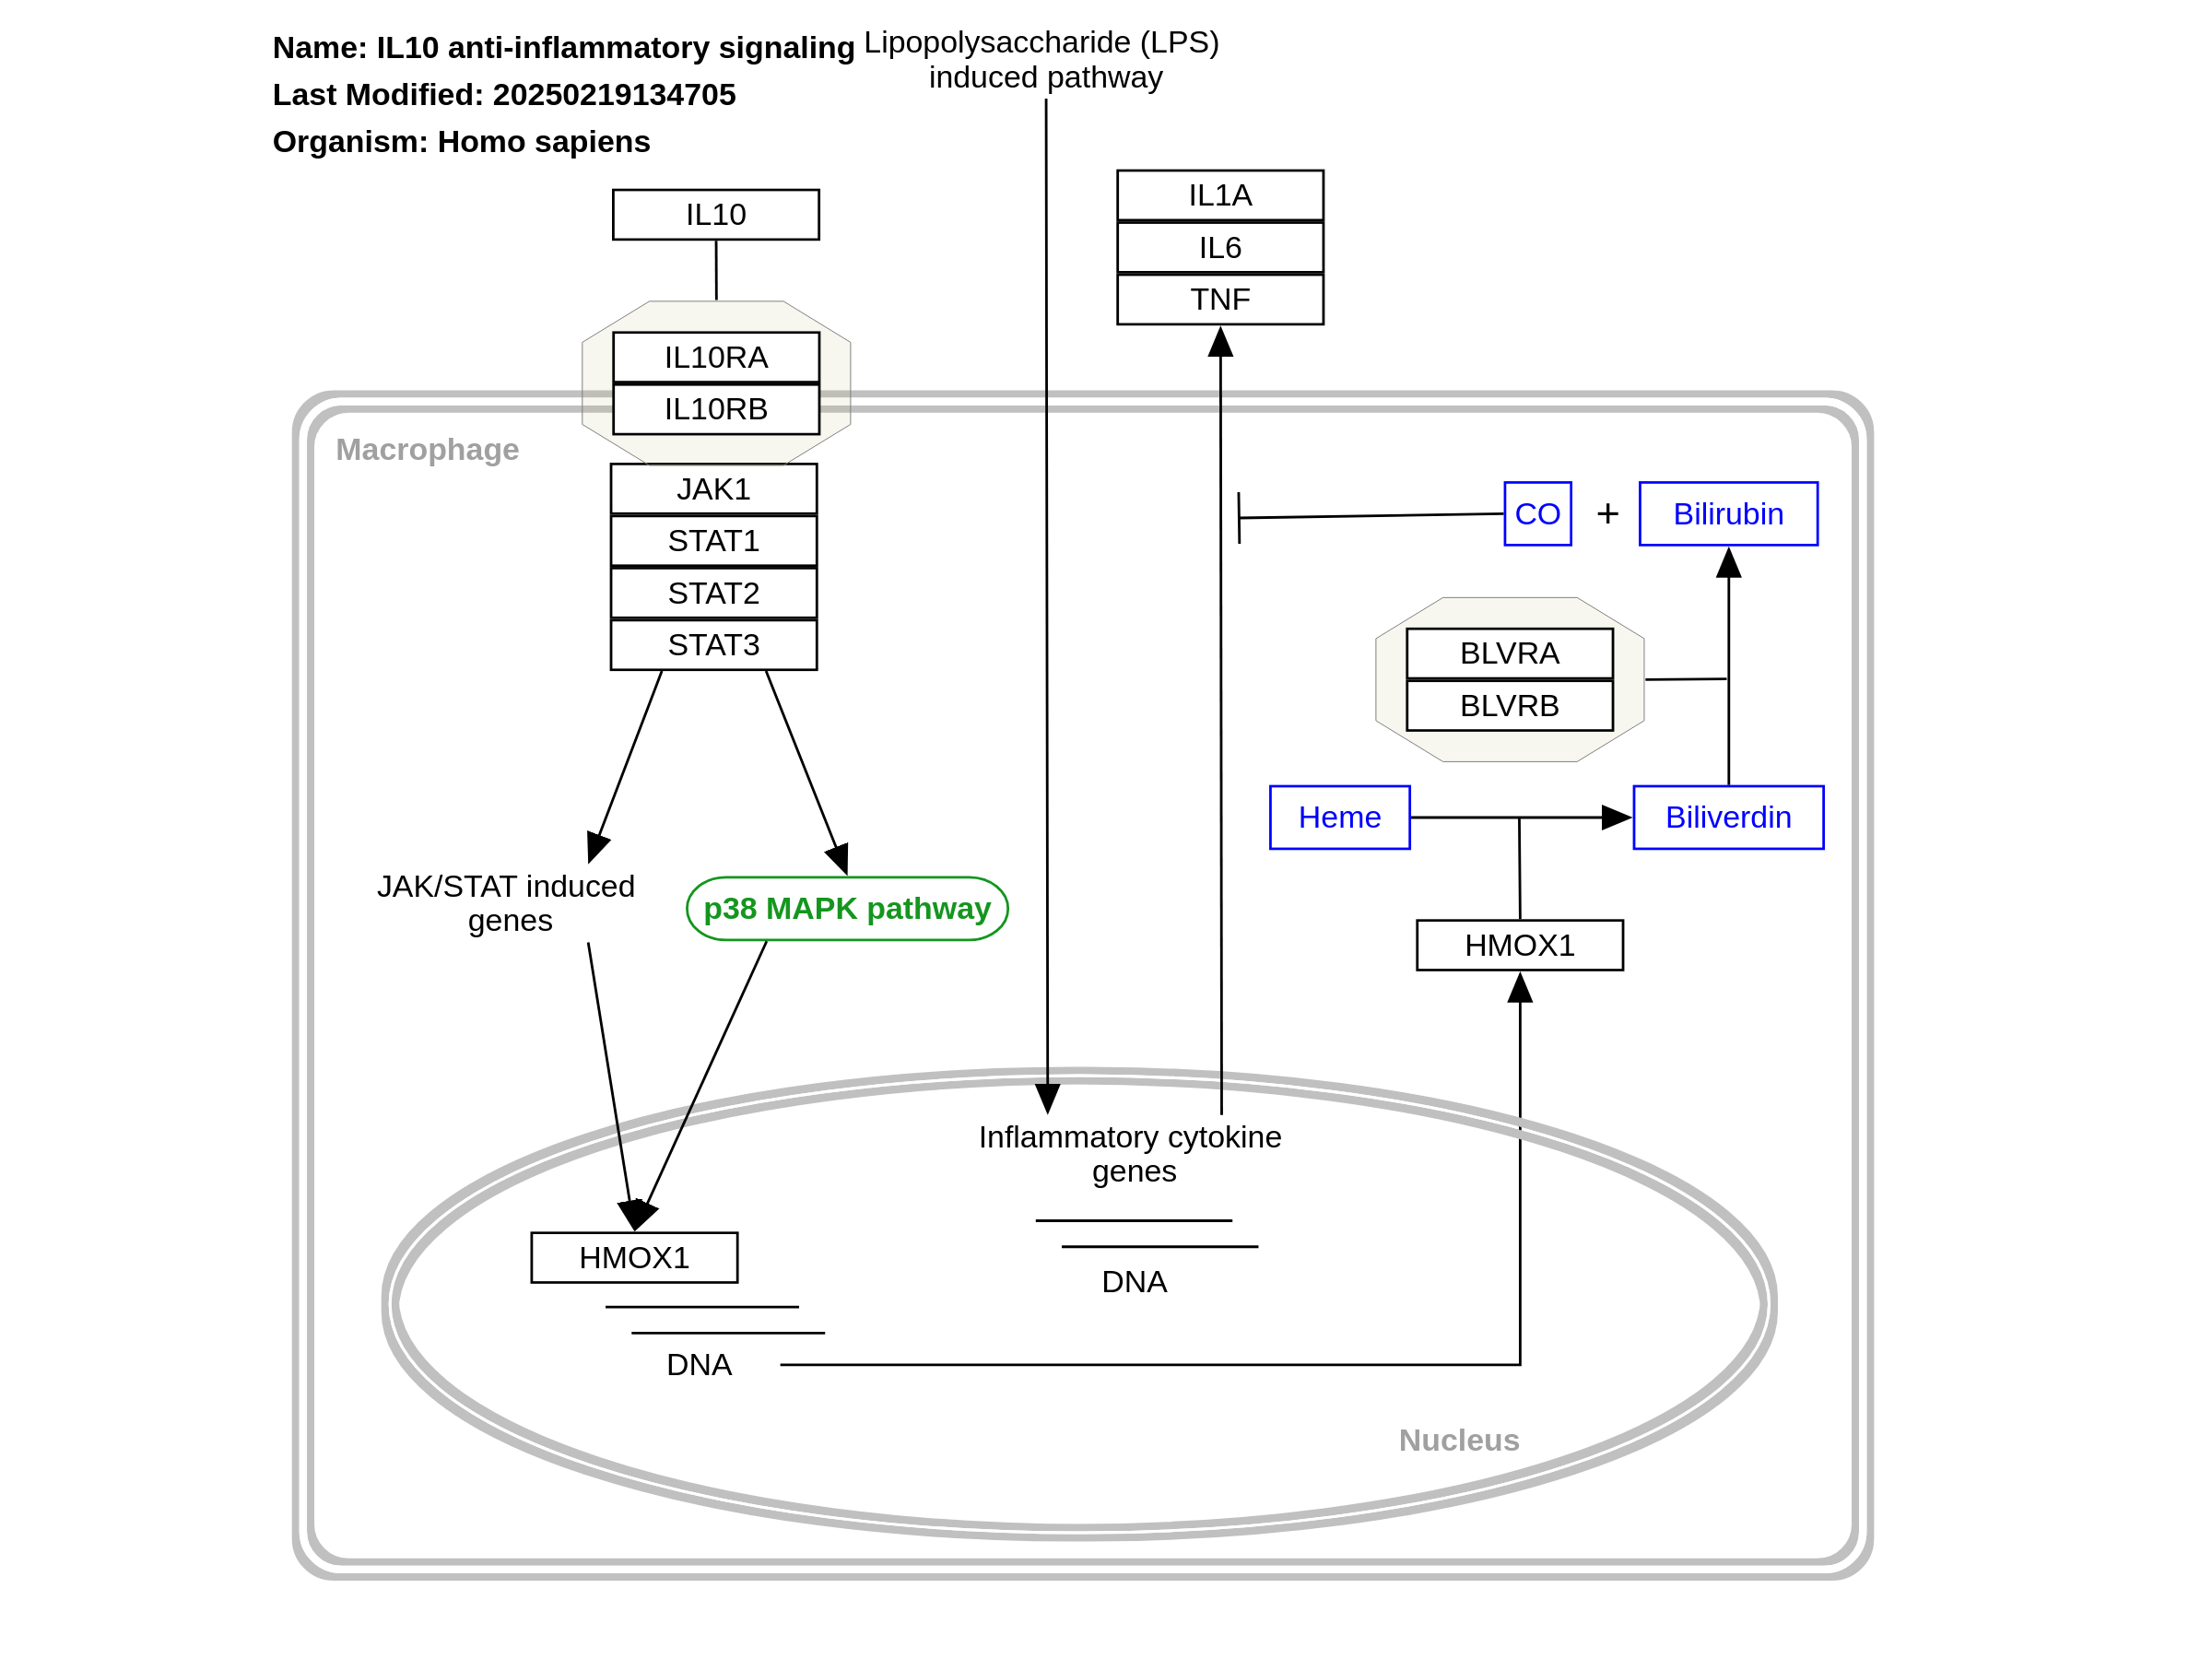 Name: IL10 anti-inflammatory signaling
Last Modified: 20250219134705
Organism: Homo sapiens
Lipopolysaccharide (LPS)
induced pathway
IL10
IL1A
IL6
TNF
IL10RA
IL10RB
Macrophage
JAK1
STAT1
STAT2
STAT3
CO
+
Bilirubin
BLVRA
BLVRB
Heme
Biliverdin
JAK/STAT induced
genes
p38 MAPK pathway
HMOX1
Inflammatory cytokine
genes
DNA
HMOX1
DNA
Nucleus